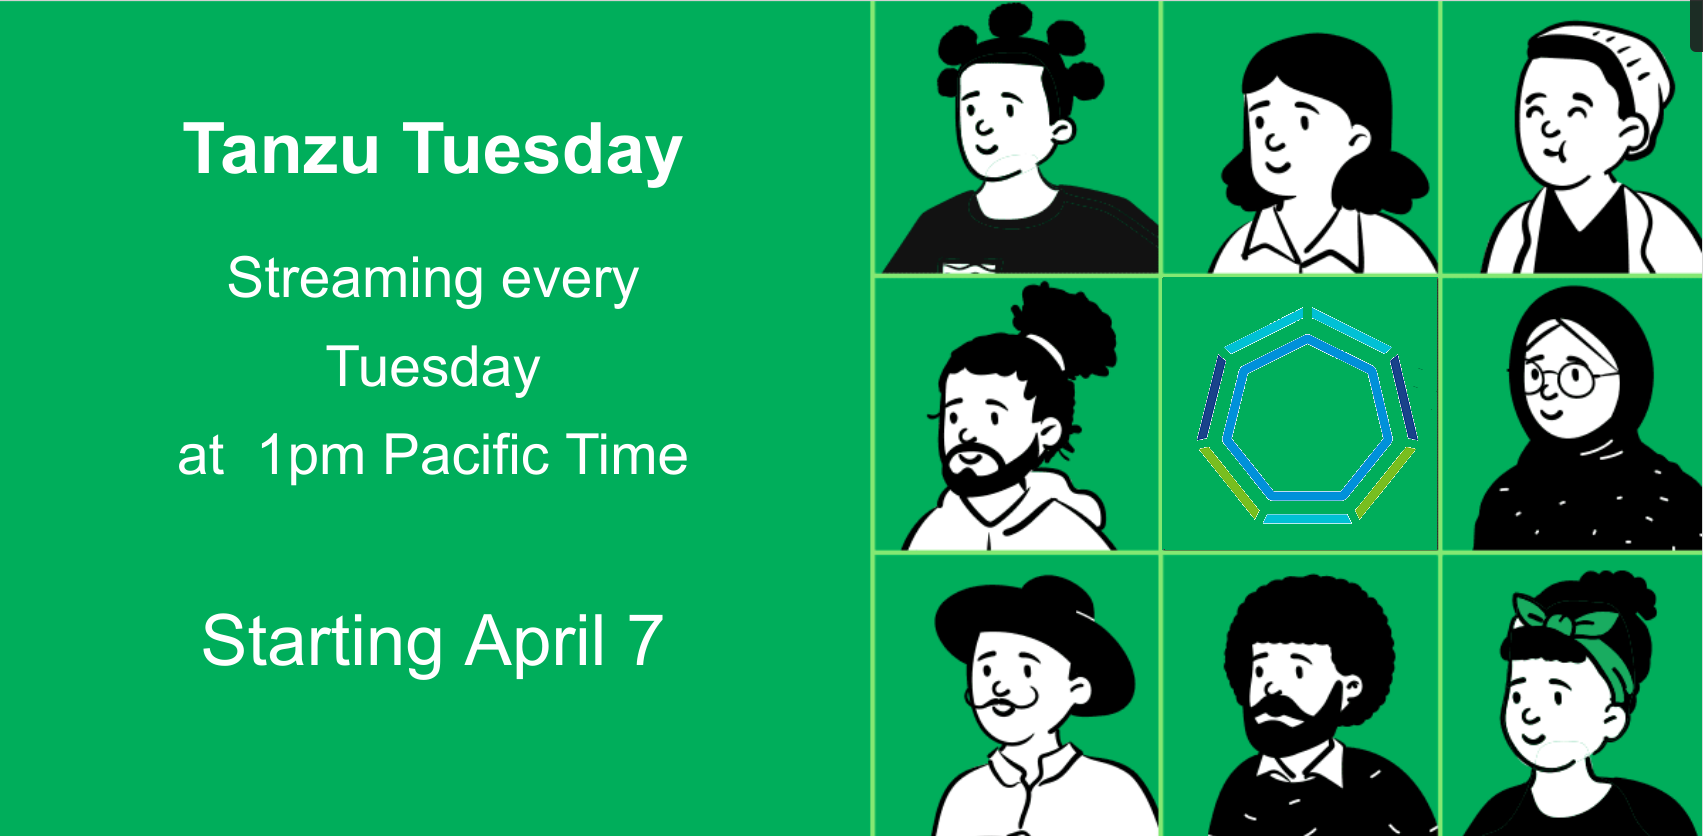 Tanzu Tuesday
Streaming every
Tuesday
at  1pm Pacific Time
Starting April 7